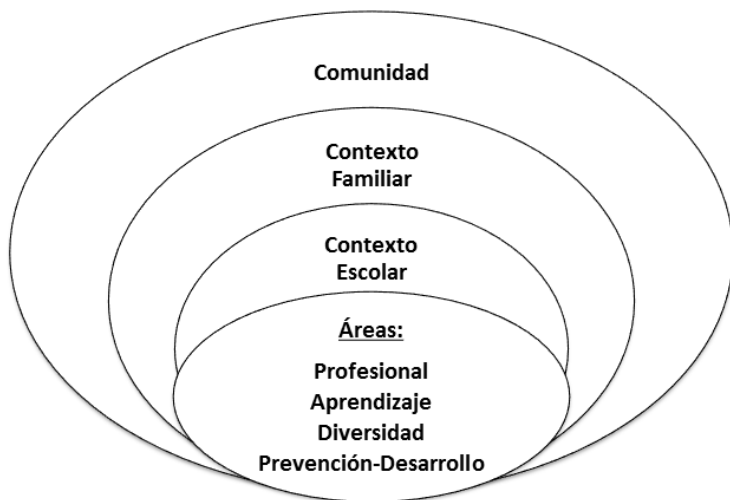 Comunidad
Contexto
Familiar
Contexto
Escolar
Áreas:
Profesional
Aprendizaje
Diversidad
Prevención-Desarrollo